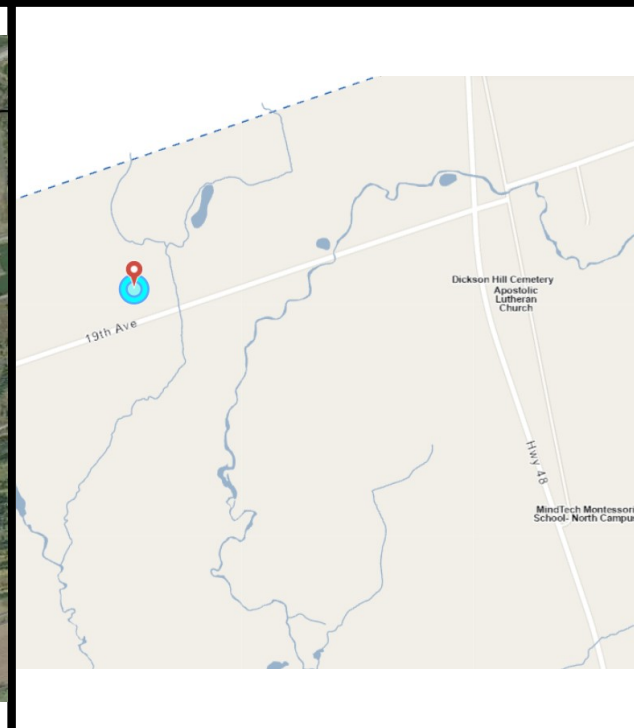 Dickson Hill Cemetery
Apostolic
Lutheran
Church
19th Ave
Hwy 48
MindTech Montessori
School- North Campus